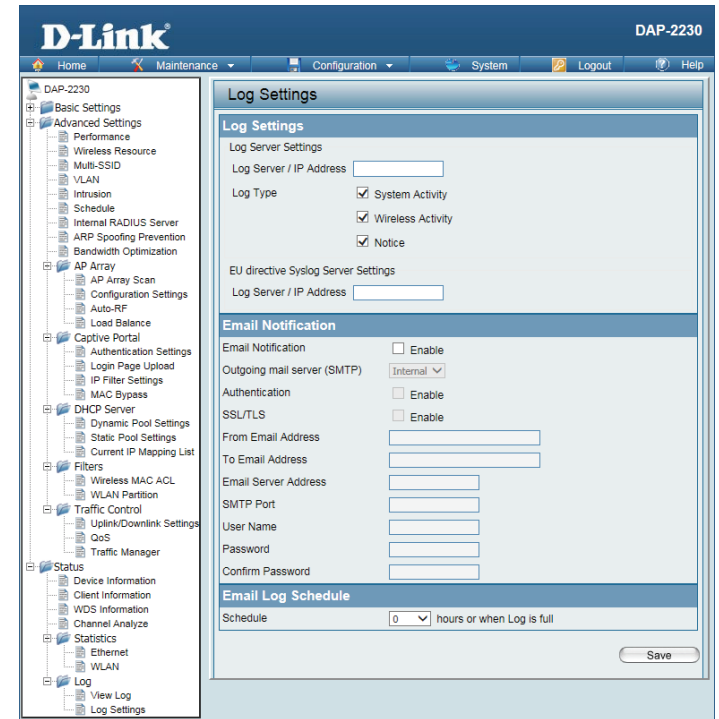 D-Link®
DAP-2230
Home Maintenance Configuration System Logout Help
DAP-2230
Basic Settings
Advanced Settings
Performance
Wireless Resource
Multi-SSID
VLAN
Intrusion
Schedule
Internal RADIUS Server
ARP Spoofing Prevention
Bandwidth Optimization
AP Array
AP Array Scan
Configuration Settings
Auto-RF
Load Balance
Captive Portal
Authentication Settings
Login Page Upload
IP Filter Settings
MAC Bypass
DHCP Server
Dynamic Pool Settings
Static Pool Settings
Current IP Mapping List
Filters
Wireless MAC ACL
WLAN Partition
Traffic Control
Uplink/Downlink Settings
QoS
Traffic Manager
Status
Device Information
Client Information
WDS Information
Channel Analyze
Statistics
Ethernet
WLAN
Log
View Log
Log Settings
Log Settings
Log Settings
Log Server Settings
Log Server / IP Address
Log Type System Activity
Wireless Activity
Notice
EU directive Syslog Server Settings
Log Server / IP Address
Email Notification
Email Notification Enable
Outgoing mail server (SMTP) Internal
Authentication Enable
SSL/TLS Enable
From Email Address
To Email Address
Email Server Address
SMTP Port
User Name
Password
Confirm Password
Email Log Schedule
Schedule 0 hours or when Log is full
Save